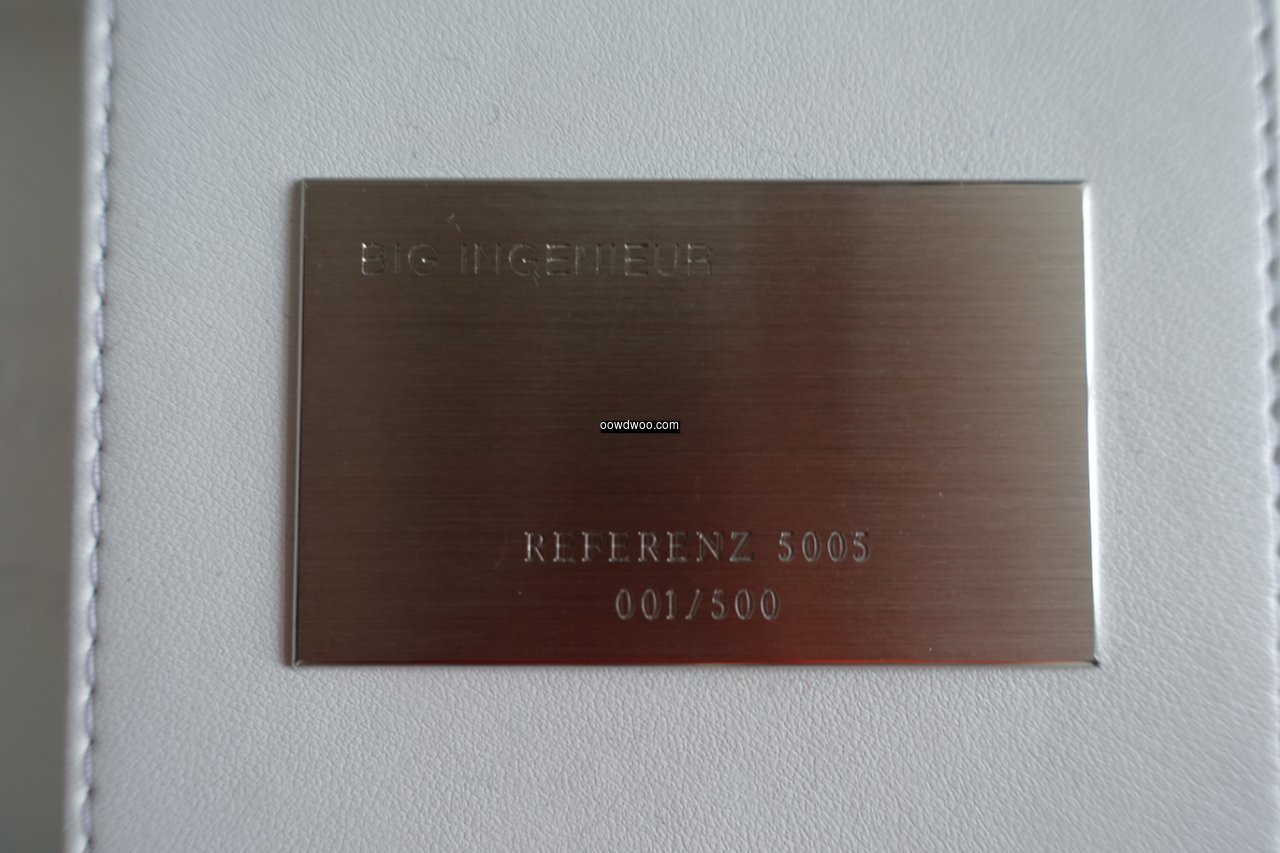 BIG INGENIEUR
oowdwoo.com
REFERENZ 5005
001/500